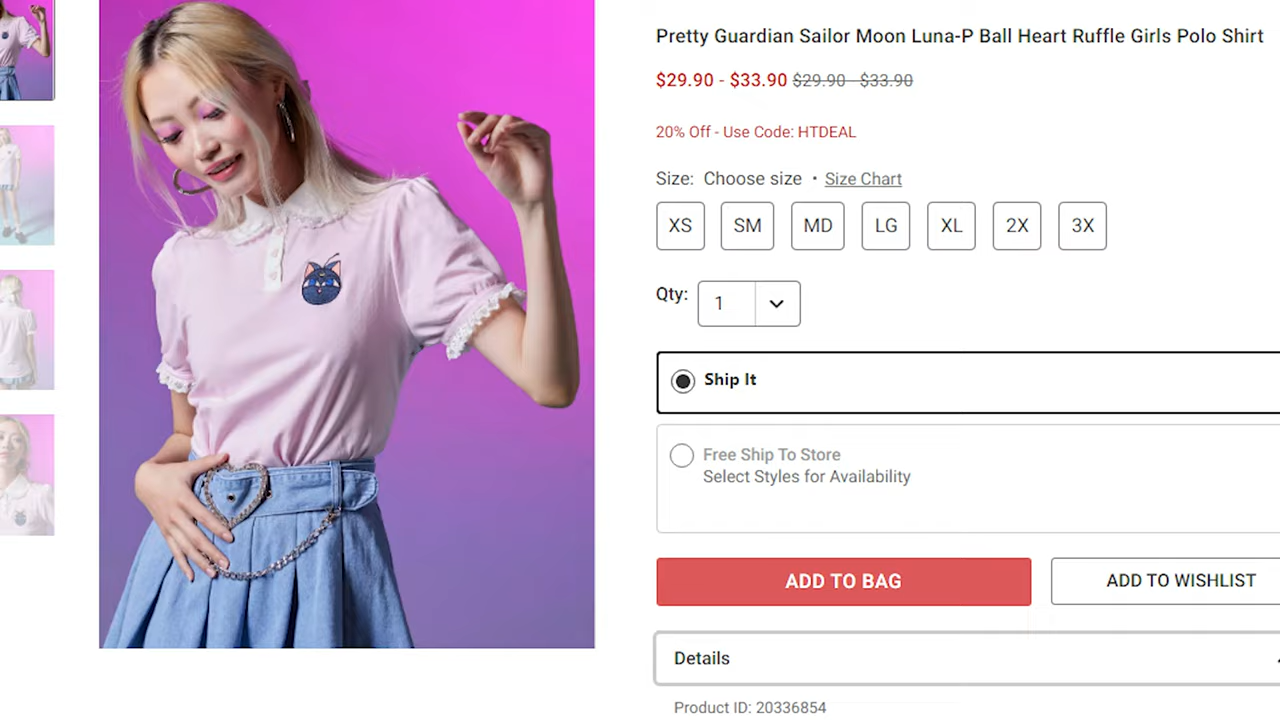 Pretty Guardian Sailor Moon Luna-P Ball Heart Ruffle Girls Polo Shirt
$29.90 - $33.90 $29.90 - $33.90
20% Off - Use Code: HTDEAL
Size: Choose size • Size Chart
XS SM MD LG XL 2X 3X
Qty: 1
Ship It
Free Ship To Store
Select Styles for Availability
ADD TO BAG ADD TO WISHLIST
Details
Product ID: 20336854